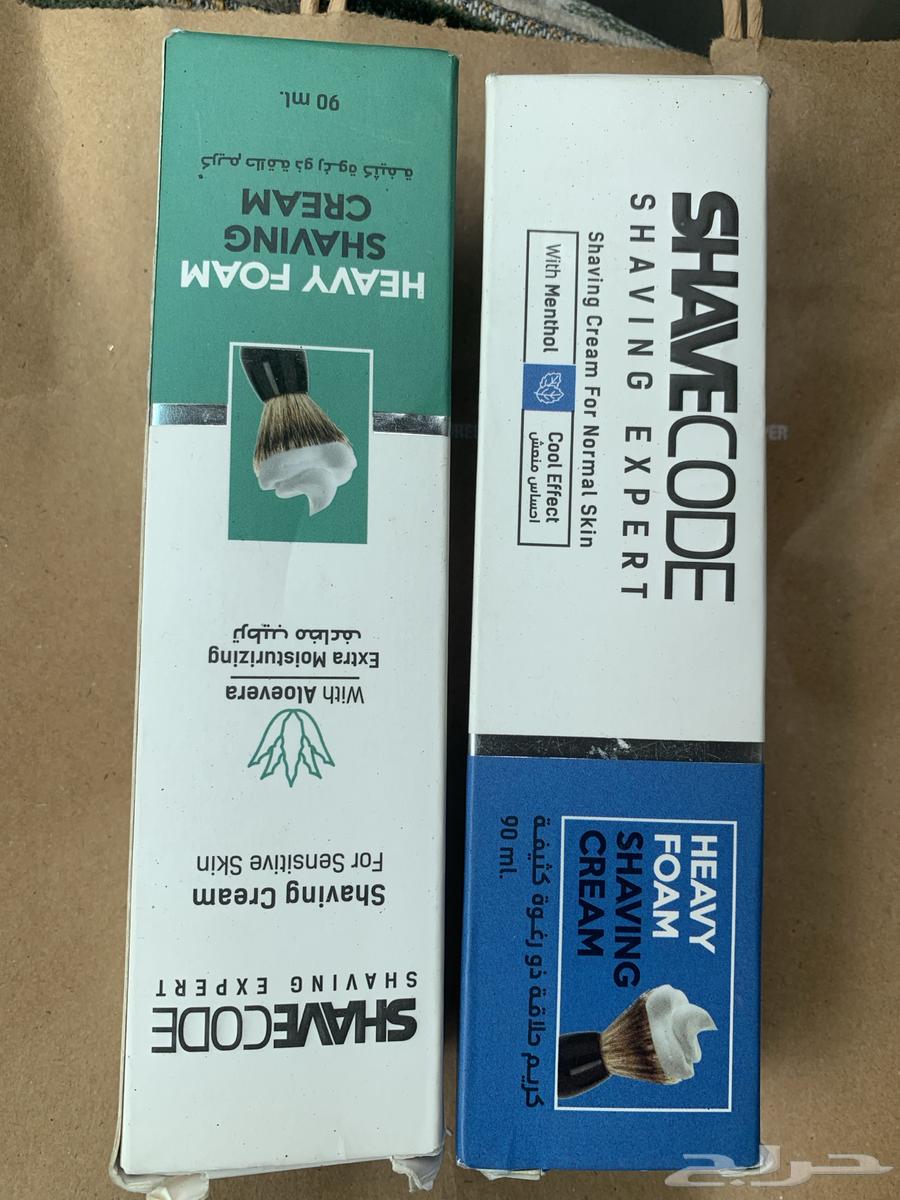 SHAVECODE
SHAVING EXPERT
Shaving Cream
For Sensitive Skin
With Aloevera
Extra Moisturizing
ترطيب مضاعف
HEAVY FOAM
SHAVING
CREAM
كريم حلاقة ذو رغوة كثيفة
90 ml.
SHAVECODE
SHAVING EXPERT
Shaving Cream For Normal Skin
With Menthol
Cool Effect
احساس منعش
HEAVY
FOAM
SHAVING
CREAM
كريم حلاقة ذو رغوة كثيفة
90 ml.
حراج